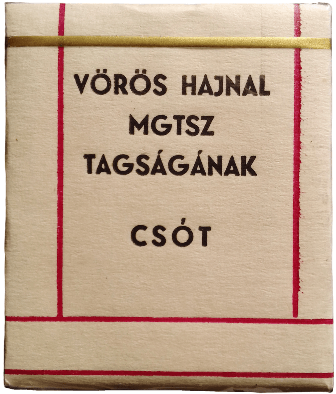 VÖRÖS HAJNAL
MGTSZ
TAGSÁGÁNAK
CSÓT